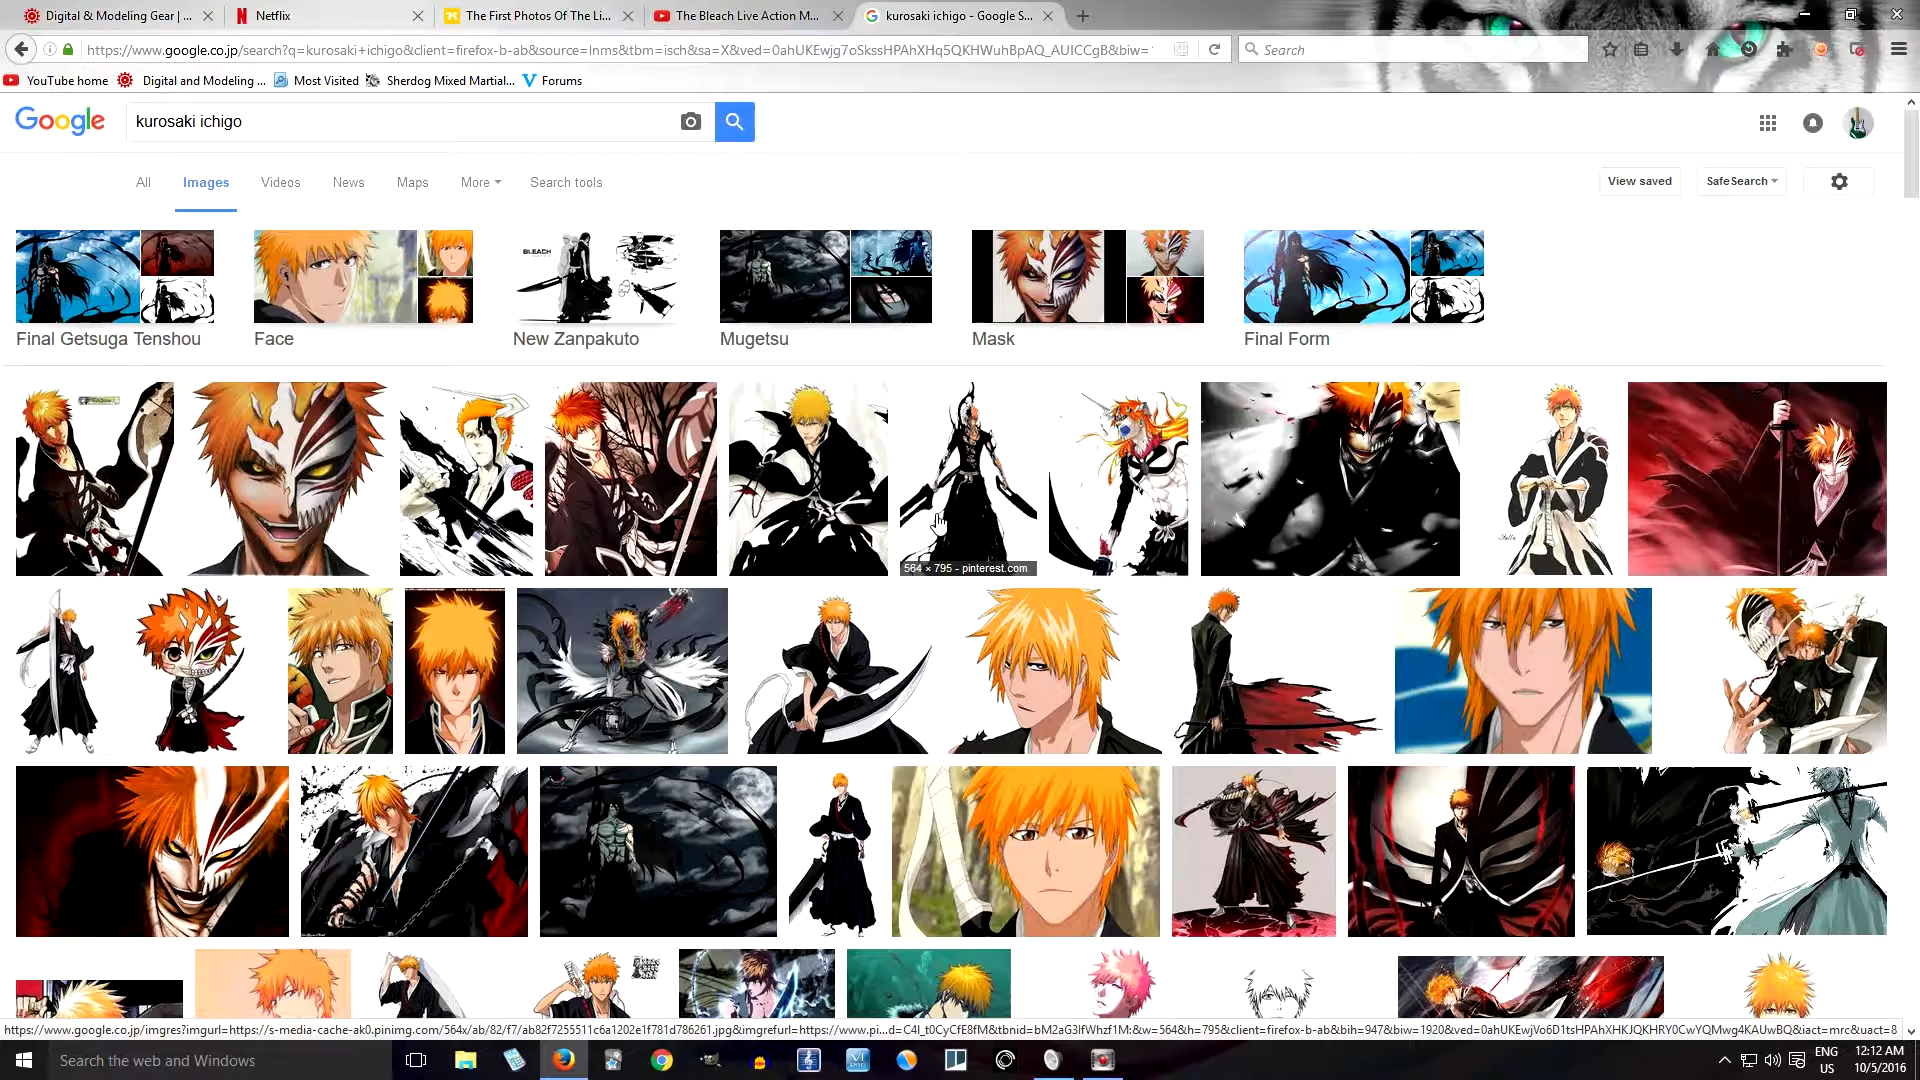 Digital & Modeling Gear | ...
Netflix
The First Photos Of The Li...
The Bleach Live Action M...
kurosaki ichigo - Google S...
https://www.google.co.jp/search?q=kurosaki+ichigo&client=firefox-b-ab&source=lnms&tbm=isch&sa=X&ved=0ahUKEwjg7oSkssHPAhXHq5QKHWuhBpAQ_AUICCgB&biw=
Search
YouTube home
Digital and Modeling ...
Most Visited
Sherdog Mixed Martial...
Forums
Google
kurosaki ichigo
All
Images
Videos
News
Maps
More
Search tools
View saved
SafeSearch
BLEACH
Final Getsuga Tenshou
Face
New Zanpakuto
Mugetsu
Mask
Final Form
564 × 795 - pinterest.com
https://www.google.co.jp/imgres?imgurl=https://s-media-cache-ak0.pinimg.com/564x/ab/82/f7/ab82f7255511c6a1202e1f781d786261.jpg&imgrefurl=https://www.pi...d=C4I_t0CyCfE8fM&tbnid=bM2aG3lfWhzf1M:&w=564&h=795&client=firefox-b-ab&bih=947&biw=1920&ved=0ahUKEwjVo6D1tsHPAhXHKJQKHRY0CwYQMwg4KAUwBQ&iact=mrc&uact=8
Search the web and Windows
ENG
US
12:12 AM
10/5/2016